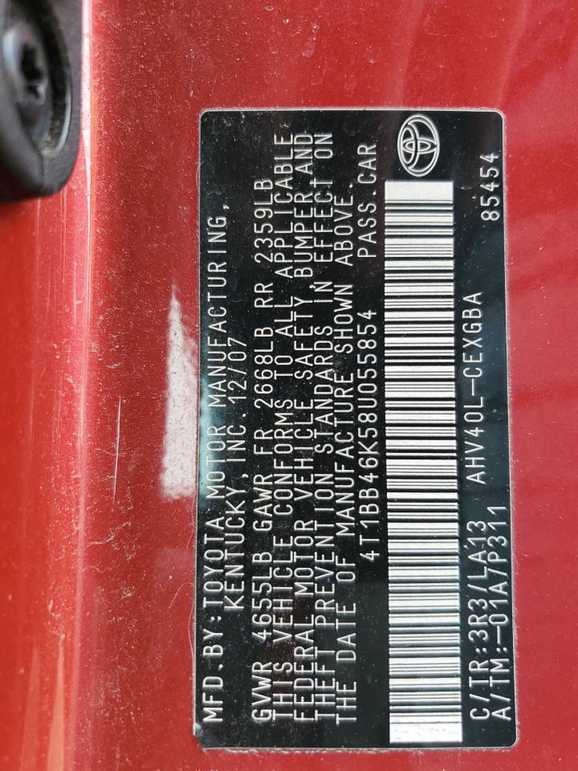 MFD.BY:TOYOTA MOTOR MANUFACTURING,
KENTUCKY, INC. 12/07
GVWR 4655LB GAWR FR 2668LB RR 2359LB
THIS VEHICLE CONFORMS TO ALL APPLICABLE
FEDERAL MOTOR VEHICLE SAFETY, BUMPER,AND
THEFT PREVENTION STANDARDS IN EFFECT ON
THE DATE OF MANUFACTURE SHOWN ABOVE.
4T1BB46K58U055854 PASS.CAR
C/TR:3R3/LA13 AHV40L-CEXGBA
A/TM:-01A/P311 85454